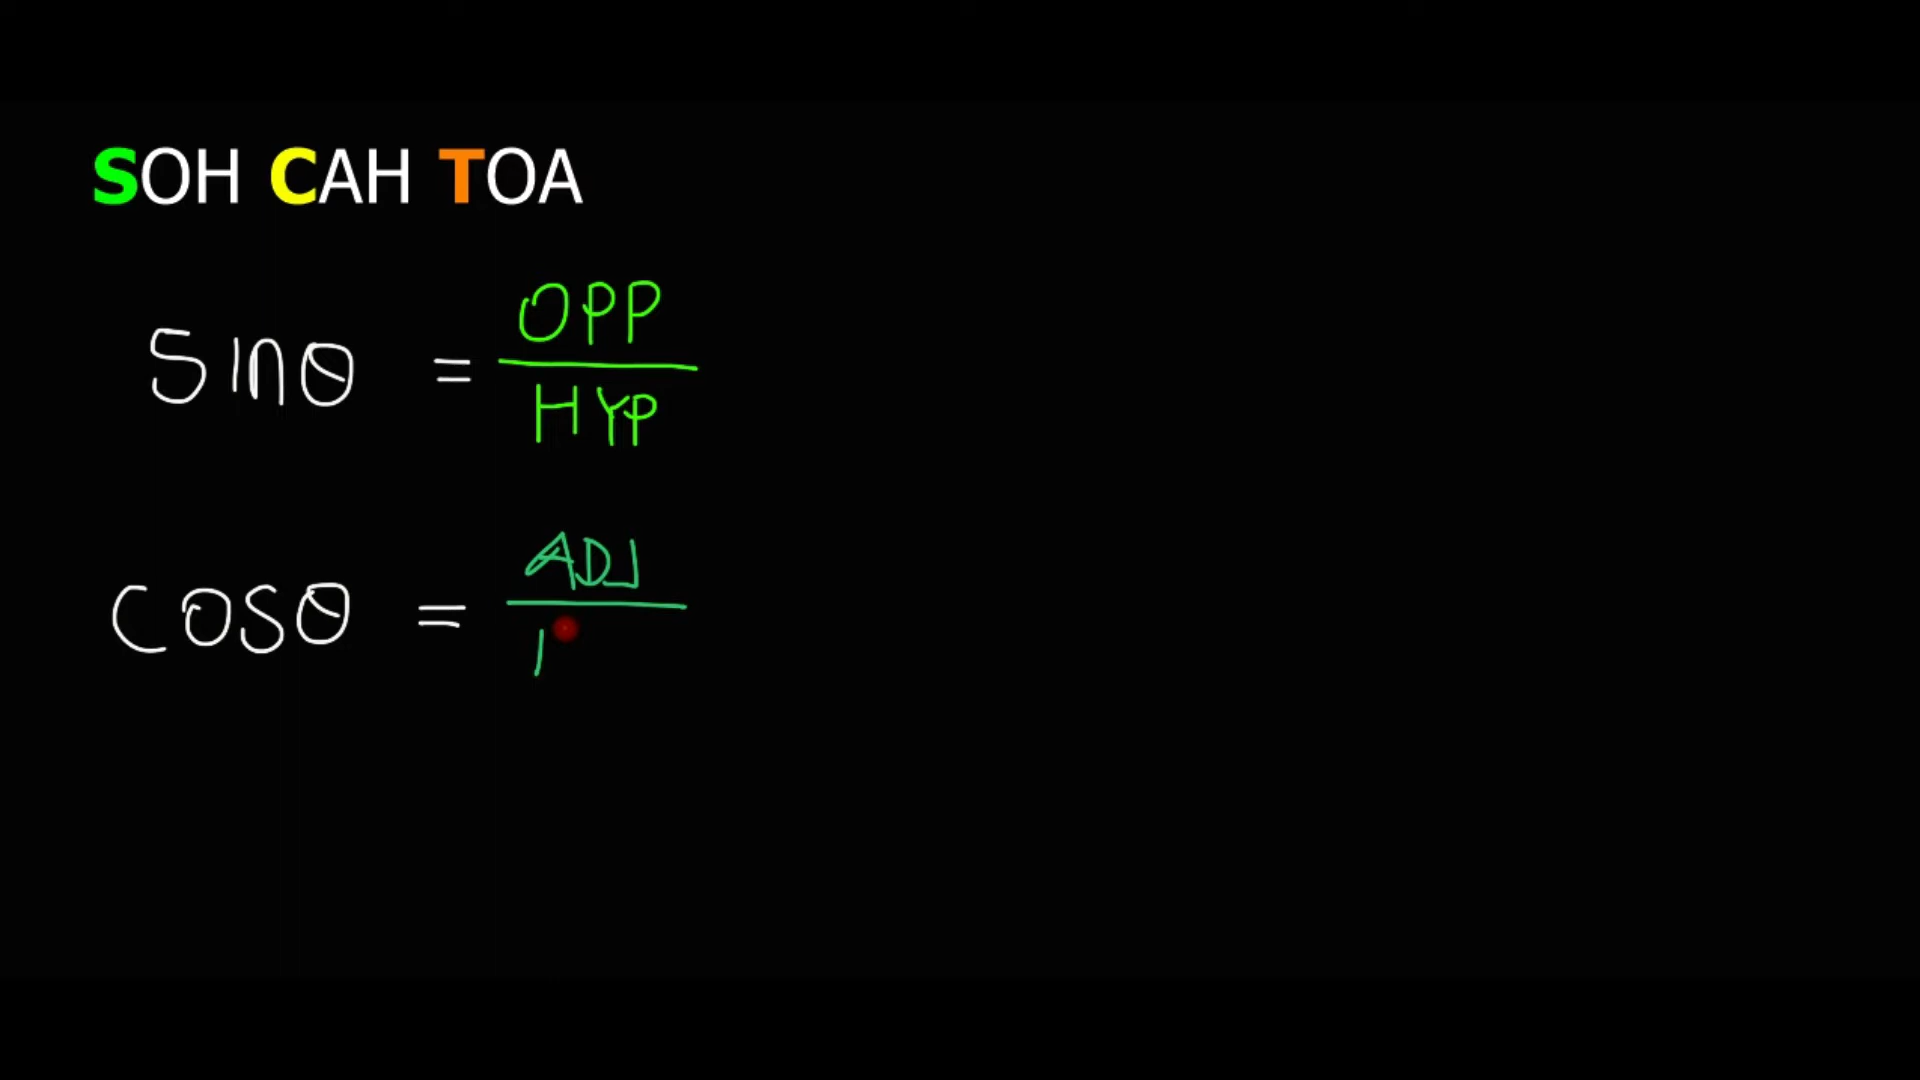 SOH CAH TOA
OPP
sinθ =
HYP
ADJ
cosθ =